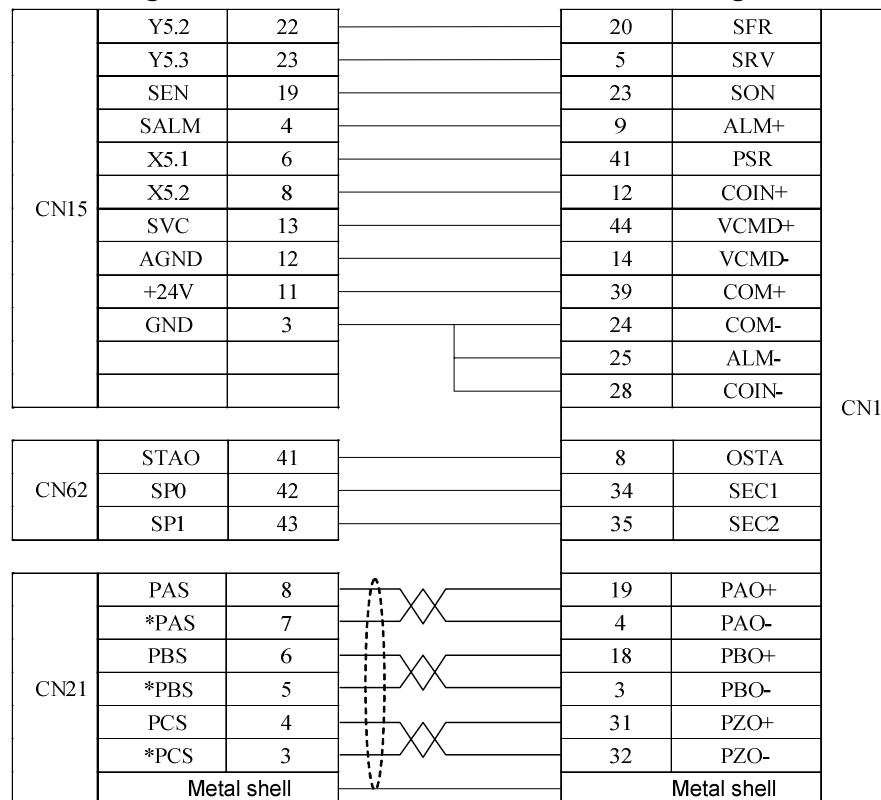 Y5.2 22 20 SFR
Y5.3 23 5 SRV
SEN 19 23 SON
SALM 4 9 ALM+
X5.1 6 41 PSR
X5.2 8 12 COIN+
CN15
SVC 13 44 VCMD+
AGND 12 14 VCMD-
+24V 11 39 COM+
GND 3 24 COM-
25 ALM-
28 COIN-
CN1
STAO 41 8 OSTA
CN62 SP0 42 34 SEC1
SP1 43 35 SEC2
PAS 8 19 PAO+
*PAS 7 4 PAO-
PBS 6 18 PBO+
CN21 *PBS 5 3 PBO-
PCS 4 31 PZO+
*PCS 3 32 PZO-
Metal shell Metal shell